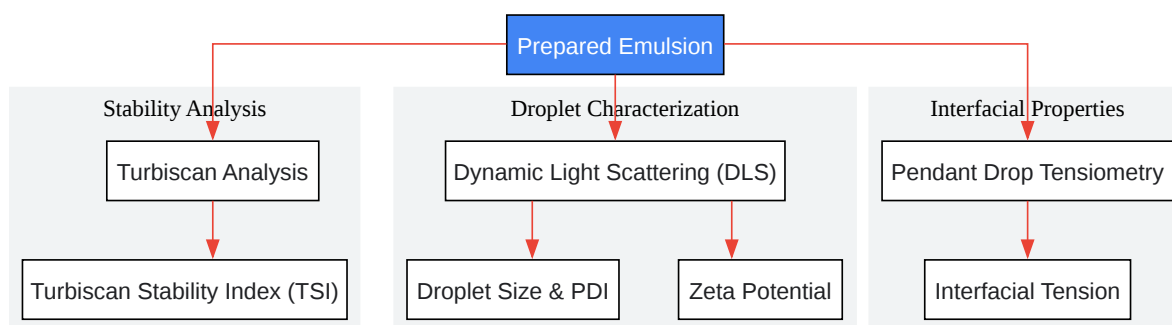 Prepared Emulsion
Stability Analysis
Droplet Characterization
Interfacial Properties
Turbiscan Analysis
Dynamic Light Scattering (DLS)
Pendant Drop Tensiometry
Turbiscan Stability Index (TSI)
Droplet Size & PDI
Zeta Potential
Interfacial Tension